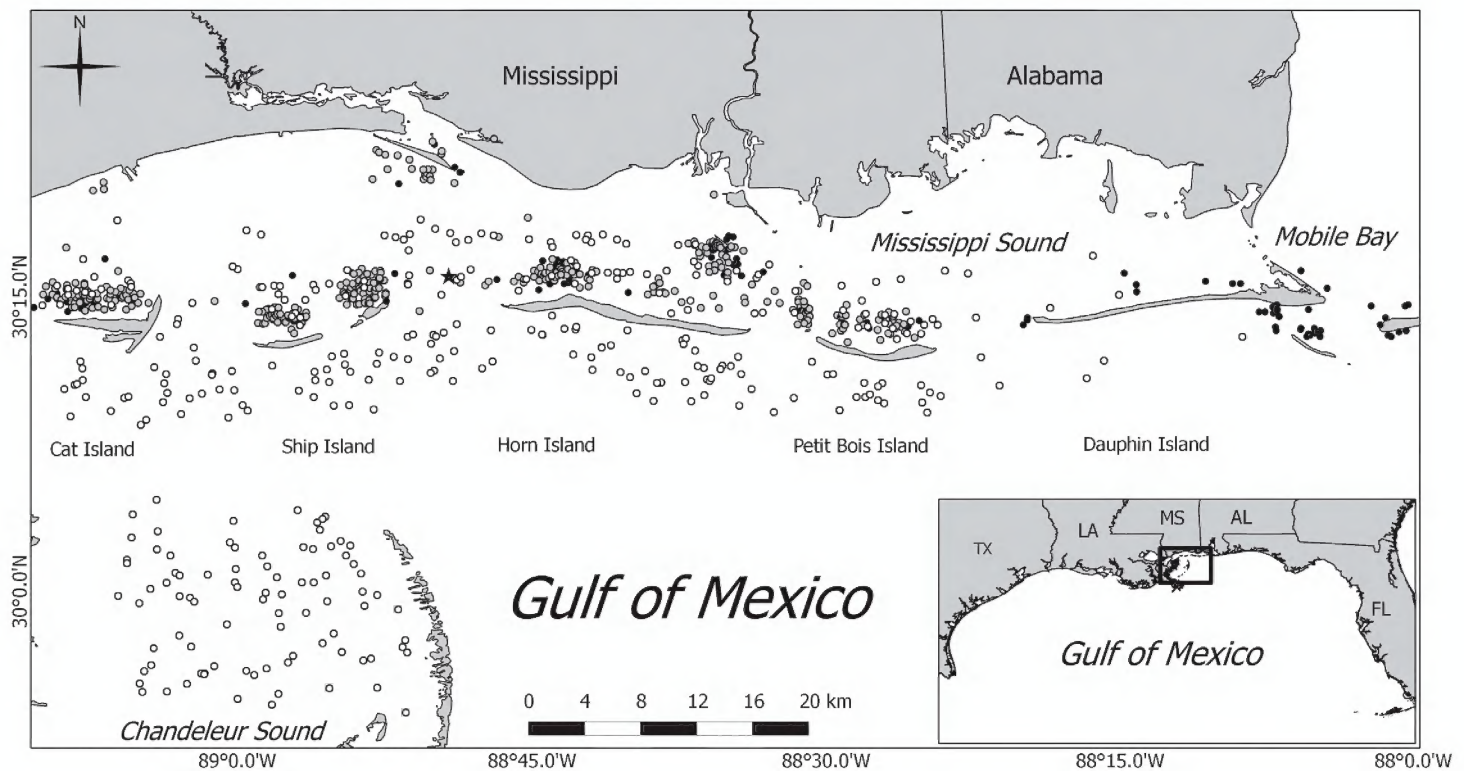 N
Mississippi
Alabama
Mississippi Sound
Mobile Bay
30°15.0'N
Cat Island
Ship Island
Horn Island
Petit Bois Island
Dauphin Island
30°0.0'N
Gulf of Mexico
0 4 8 12 16 20 km
Chandeleur Sound
TX
LA
MS
AL
FL
Gulf of Mexico
89°0.0'W 88°45.0'W 88°30.0'W 88°15.0'W 88°0.0'W